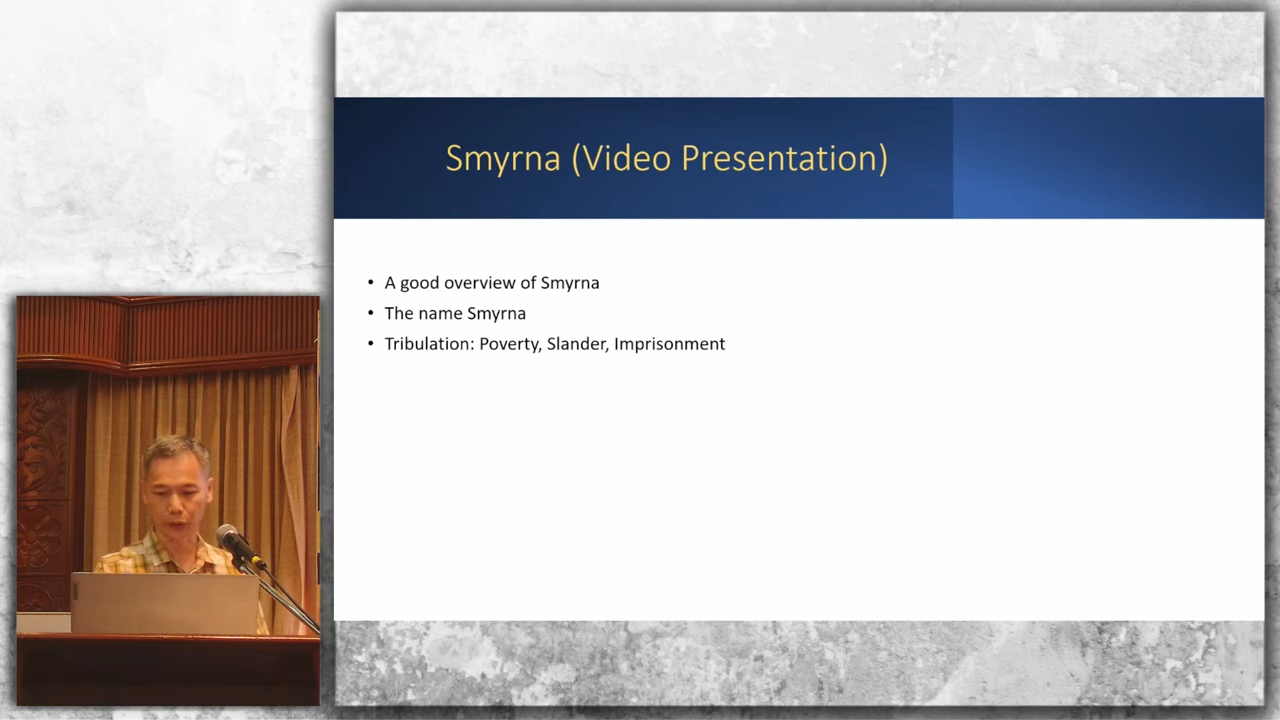 Smyrna (Video Presentation)
• A good overview of Smyrna
• The name Smyrna
• Tribulation: Poverty, Slander, Imprisonment